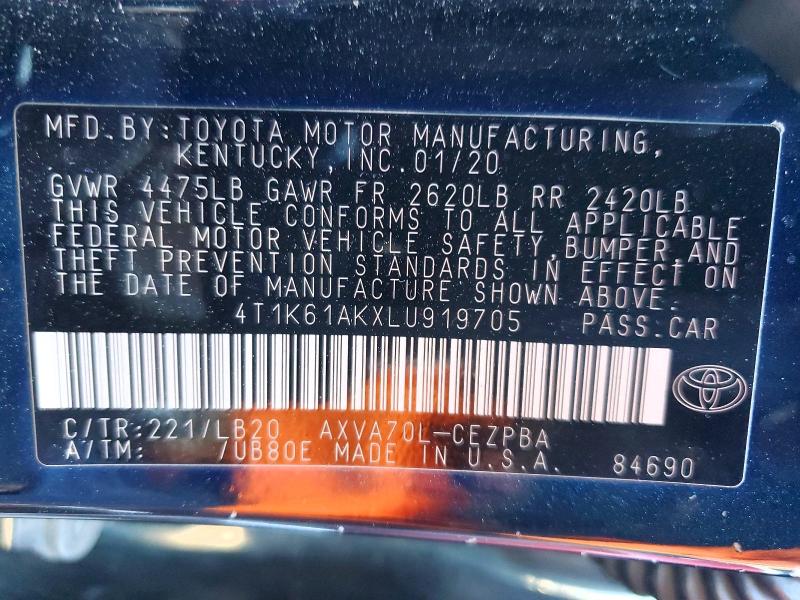 MFD.BY:TOYOTA MOTOR MANUFACTURING,
KENTUCKY, INC. 01/20
GVWR 4475LB GAWR FR 2620LB RR 2420LB
THIS VEHICLE CONFORMS TO ALL APPLICABLE
FEDERAL MOTOR VEHICLE SAFETY,BUMPER,AND
THEFT PREVENTION STANDARDS IN EFFECT ON
THE DATE OF MANUFACTURE SHOWN ABOVE.
4T1K61AKXLU919705 PASS.CAR
C/TR:221/LB20 AXVA70L-CEZPBA
A/TM: /UB80E MADE IN U.S.A. 84690